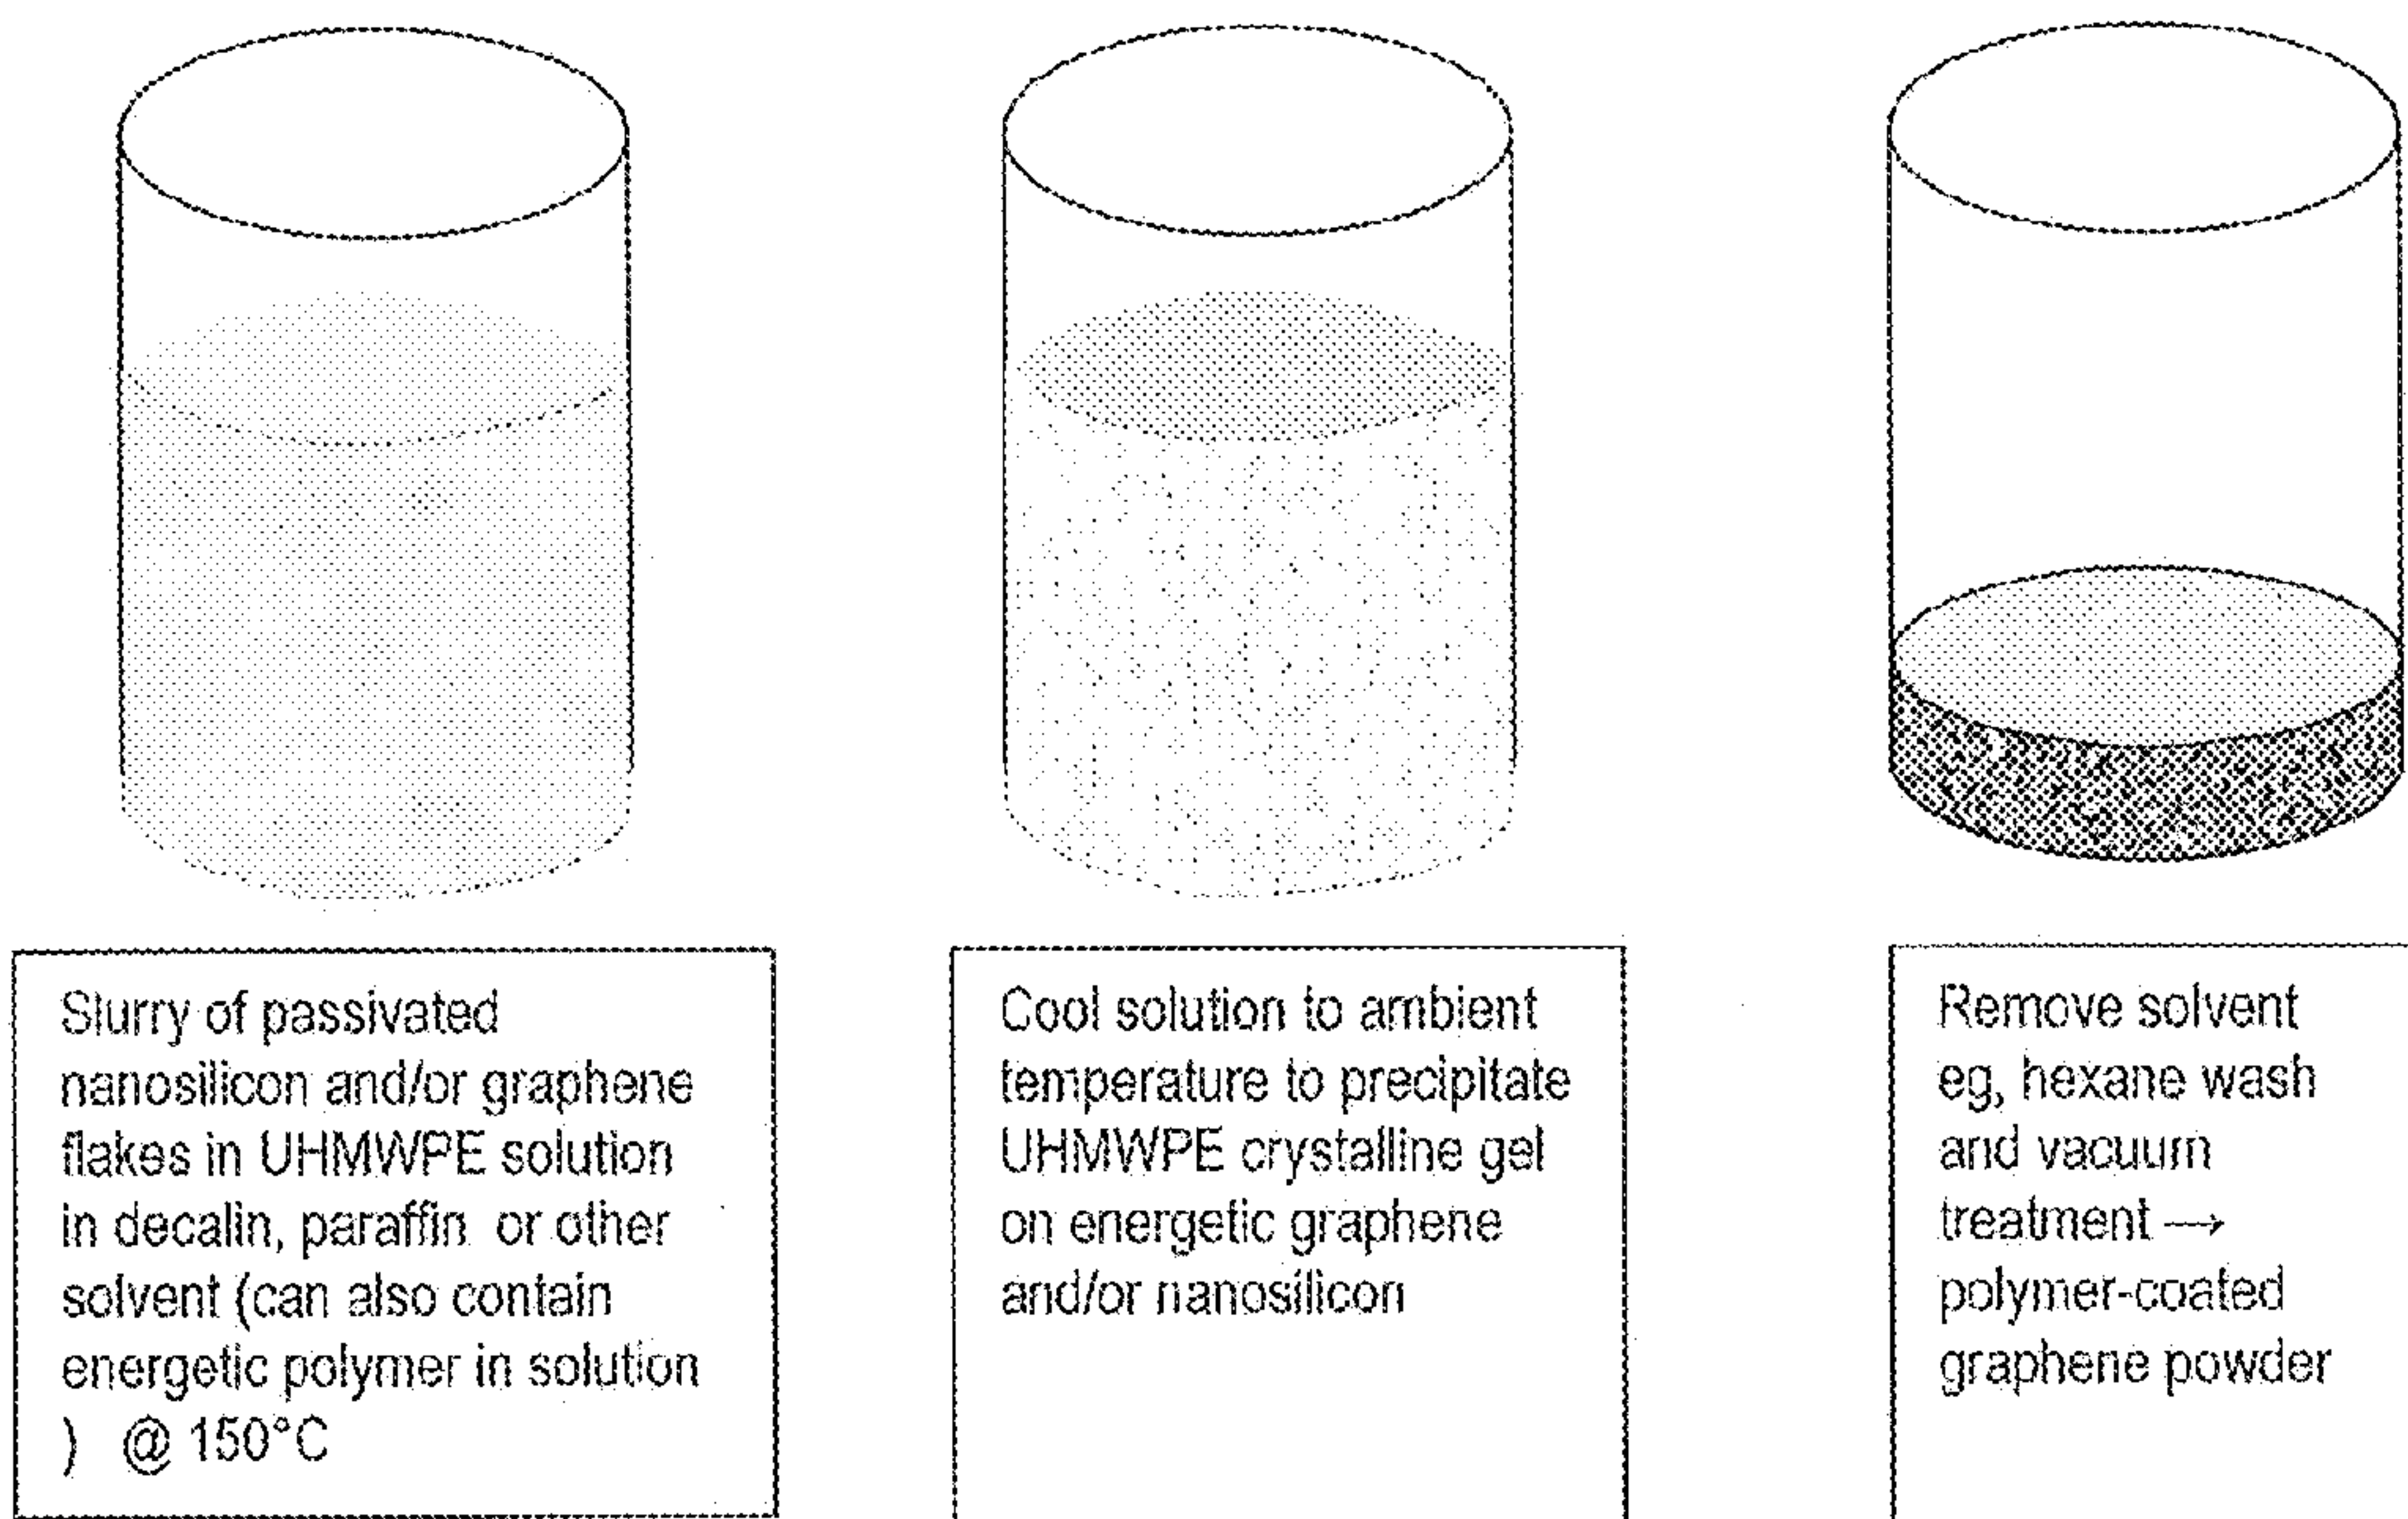 Slurry of passivated
nanosilicon and/or graphene
flakes in UHMWPE solution
in decalin, paraffin or other
solvent (can also contain
energetic polymer in solution
) @ 150°C
Cool solution to ambient
temperature to precipitate
UHMWPE crystalline gel
on energetic graphene
and/or nanosilicon
Remove solvent
eg, hexane wash
and vacuum
treatment →
polymer-coated
graphene powder